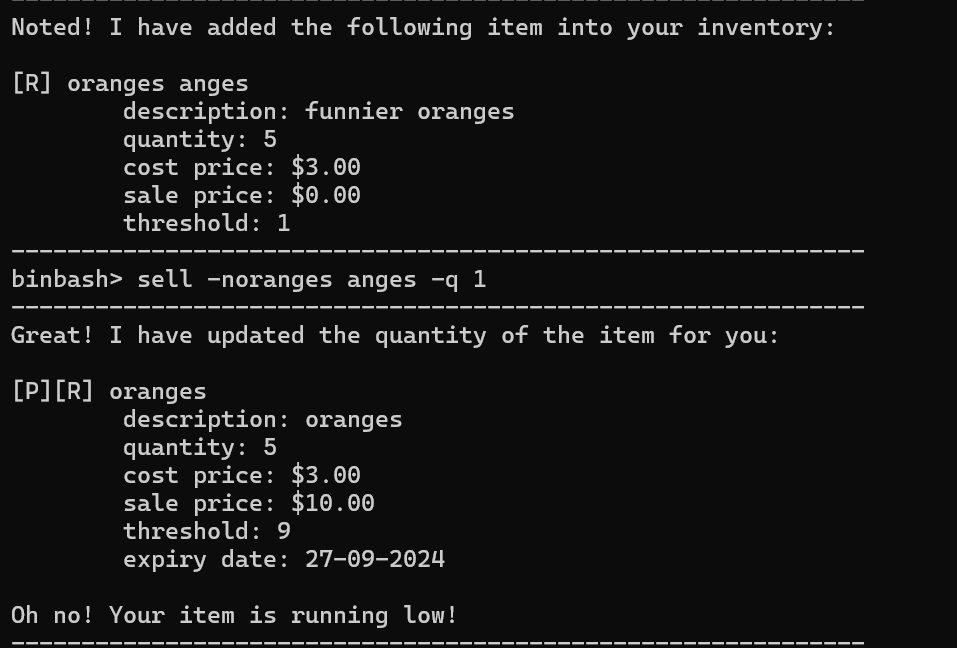 Noted! I have added the following item into your inventory:
[R] oranges anges
description: funnier oranges
quantity: 5
cost price: $3.00
sale price: $0.00
threshold: 1
binbash> sell -noranges anges -q 1
Great! I have updated the quantity of the item for you:
[P][R] oranges
description: oranges
quantity: 5
cost price: $3.00
sale price: $10.00
threshold: 9
expiry date: 27-09-2024
Oh no! Your item is running low!